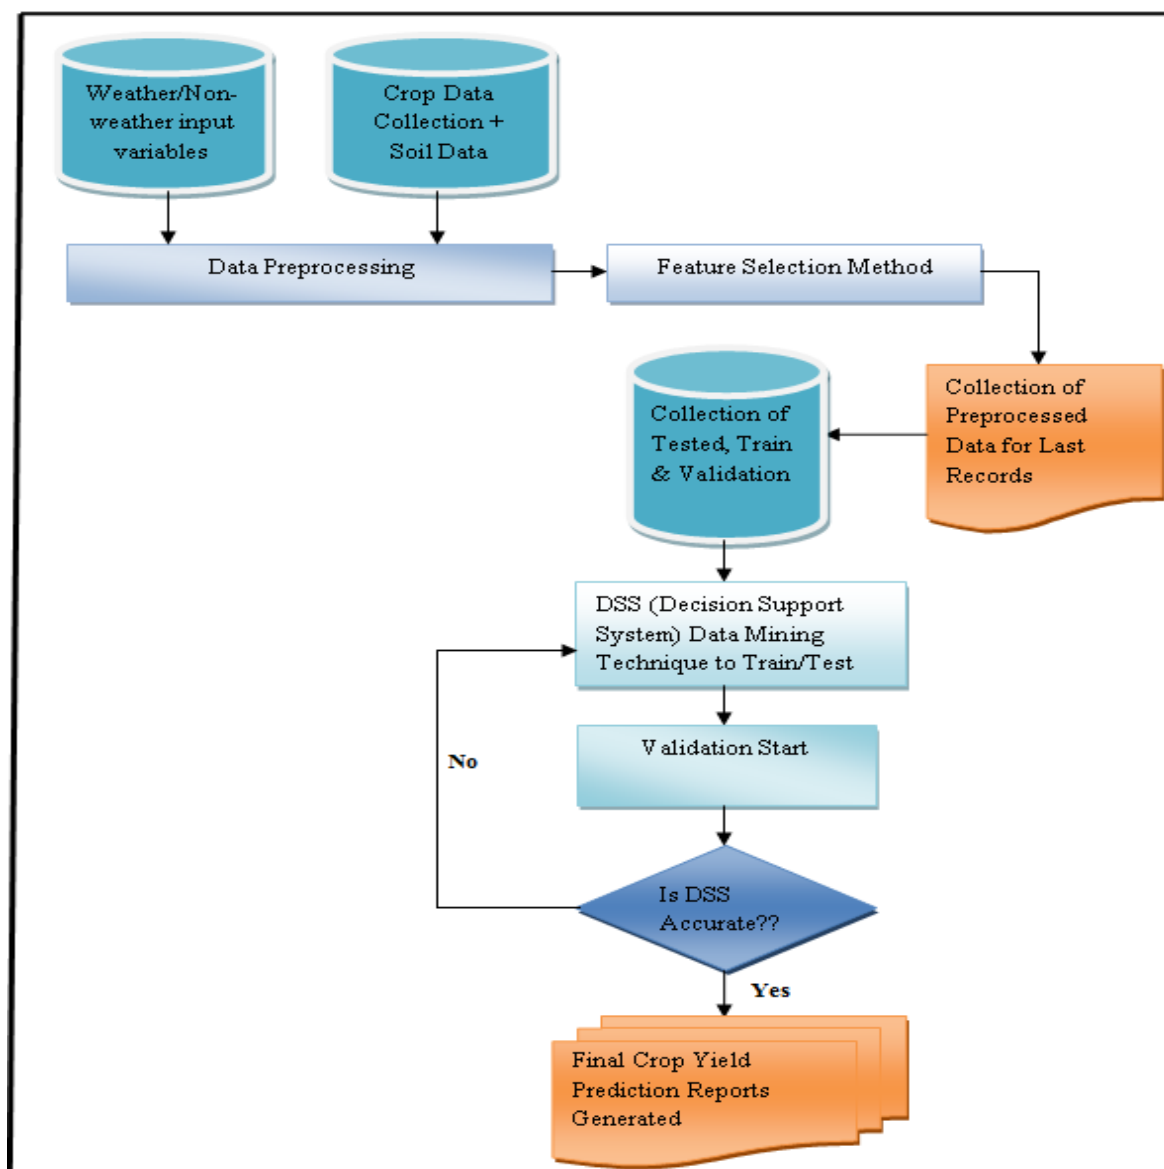 Weather/Non-
weather input
variables
Crop Data
Collection +
Soil Data
Data Preprocessing
Feature Selection Method
Collection of
Preprocessed
Data for Last
Records
Collection of
Tested, Train
& Validation
DSS (Decision Support
System) Data Mining
Technique to Train/Test
Validation Start
No
Is DSS
Accurate??
Yes
Final Crop Yield
Prediction Reports
Generated